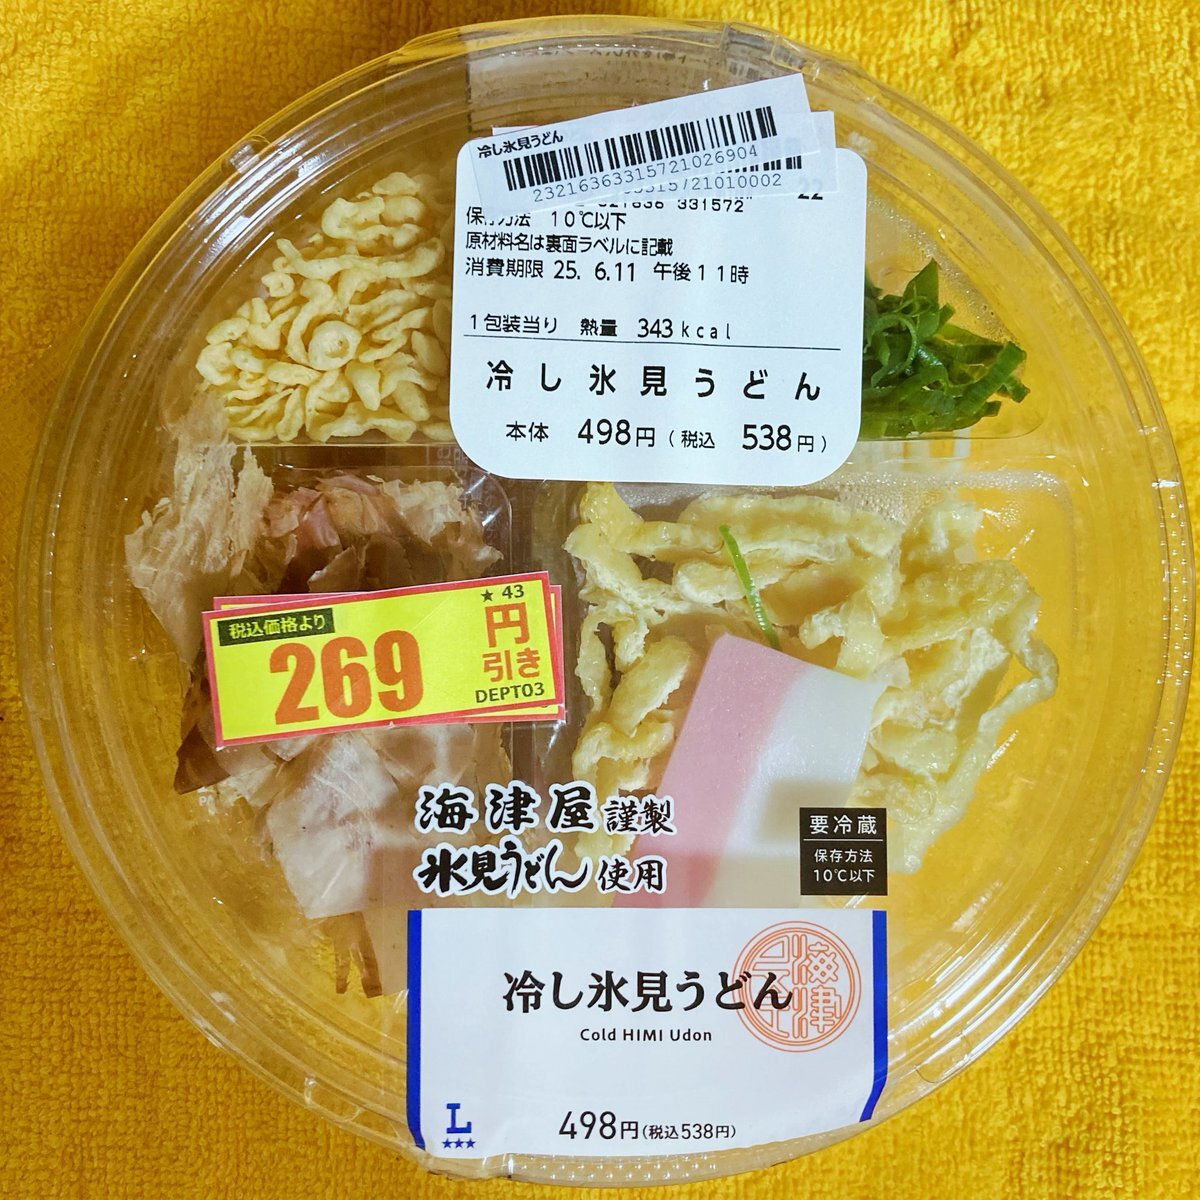 冷し氷見うどん
23216363315721026904
331572
22
保存方法 10℃以下
原材料名は裏面ラベルに記載
消費期限 25. 6.11 午後11時
1包装当り 熱量 343kcal
冷し氷見うどん
本体 498円(税込 538円)
税込価格より
★43
269
円
引き
DEPT03
海津屋謹製
氷見うどん使用
要冷蔵
保存方法
10℃以下
冷し氷見うどん
Cold HIMI Udon
L
★★★
498円(税込538円)